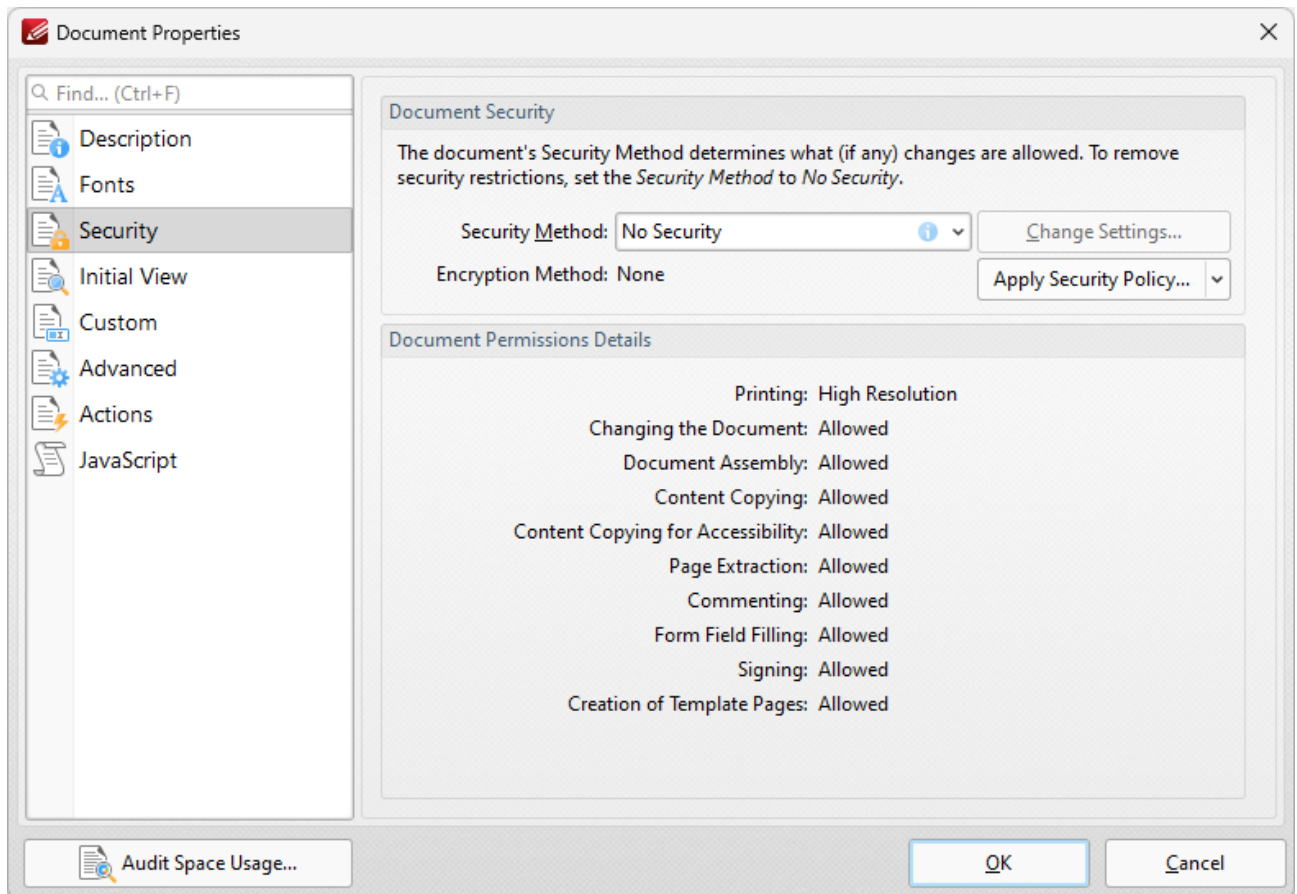 Document Properties
Find... (Ctrl+F)
Description
Fonts
Security
Initial View
Custom
Advanced
Actions
JavaScript
Document Security
The document's Security Method determines what (if any) changes are allowed. To remove
security restrictions, set the Security Method to No Security.
Security Method: No Security
Change Settings...
Encryption Method: None
Apply Security Policy...
Document Permissions Details
Printing: High Resolution
Changing the Document: Allowed
Document Assembly: Allowed
Content Copying: Allowed
Content Copying for Accessibility: Allowed
Page Extraction: Allowed
Commenting: Allowed
Form Field Filling: Allowed
Signing: Allowed
Creation of Template Pages: Allowed
Audit Space Usage...
OK
Cancel